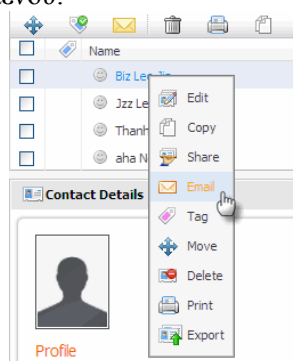 Name
Biz Lee Jie
Jzz Le
Thanh
aha N
Edit
Copy
Share
Email
Tag
Move
Delete
Print
Export
Contact Details
Profile